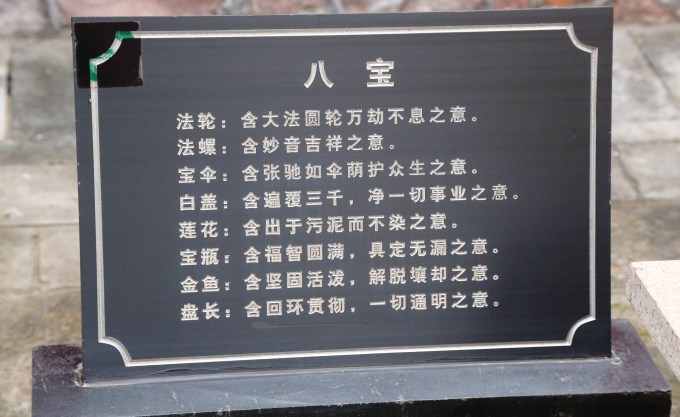 八宝
法轮：含大法圆轮万劫不息之意。
法螺：含妙音吉祥之意。
宝伞：含张驰如伞荫护众生之意。
白盖：含遍覆三千，净一切事业之意。
莲花：含出于污泥而不染之意。
宝瓶：含福智圆满，具定无漏之意。
金鱼：含坚固活泼，解脱壤却之意。
盘长：含回环贯彻，一切通明之意。